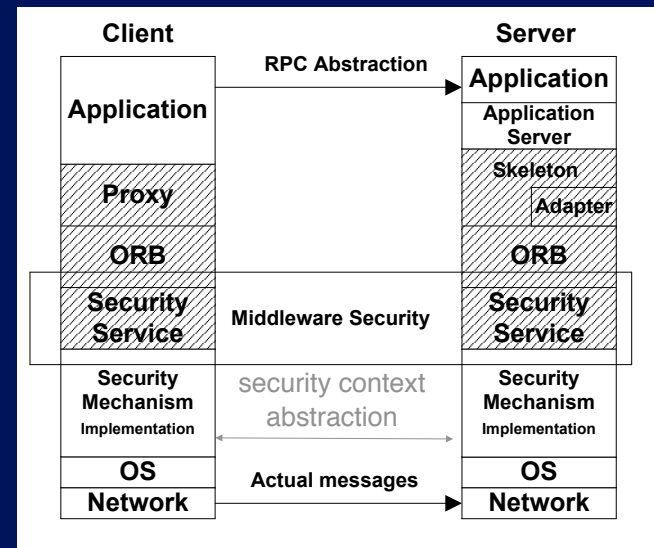 Client
Server
RPC Abstraction
Application
Application
Application
Server
Proxy
Skeleton
Adapter
ORB
ORB
Security
Service
Middleware Security
Security
Service
Security
Mechanism
Implementation
security context
abstraction
Security
Mechanism
Implementation
OS
OS
Actual messages
Network
Network